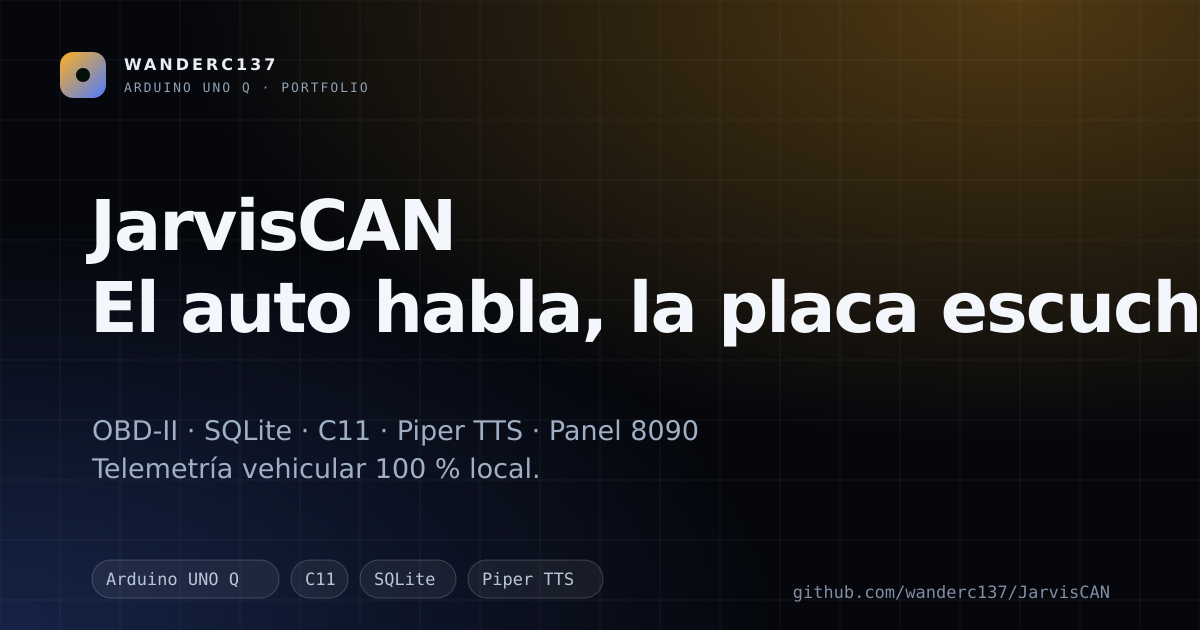 WANDERC137
ARDUINO UNO Q · PORTFOLIO
JarvisCAN
El auto habla, la placa escuch
OBD-II · SQLite · C11 · Piper TTS · Panel 8090
Telemetría vehicular 100 % local.
Arduino UNO Q C11 SQLite Piper TTS
github.com/wanderc137/JarvisCAN